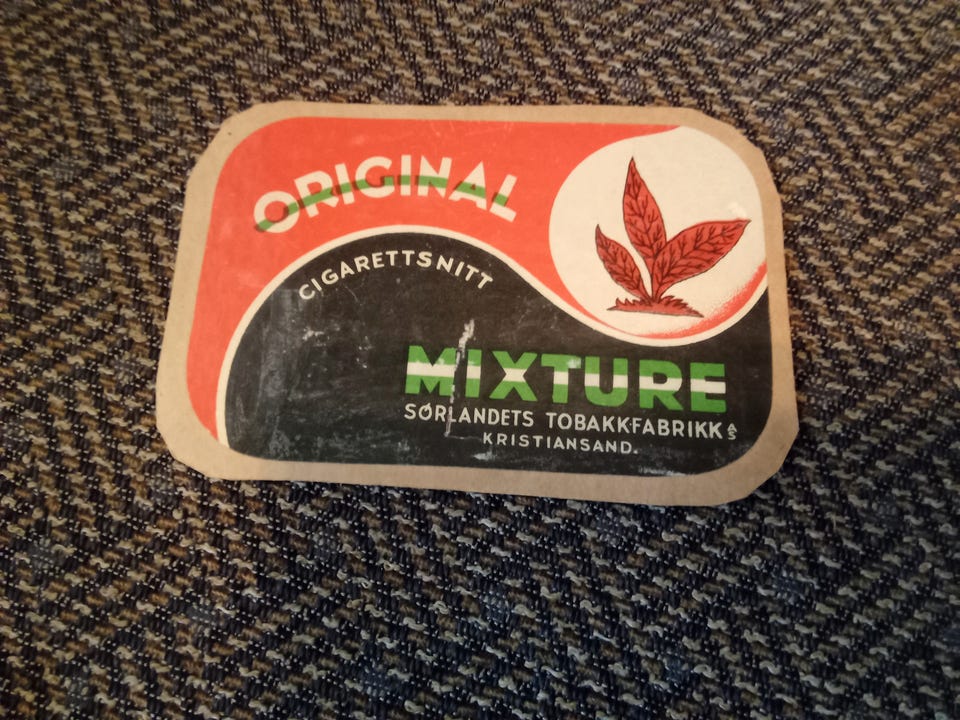 ORIGINAL
CIGARETTSNITT
MIXTURE
SØRLANDETS TOBAKKFABRIKK A/S
KRISTIANSAND.